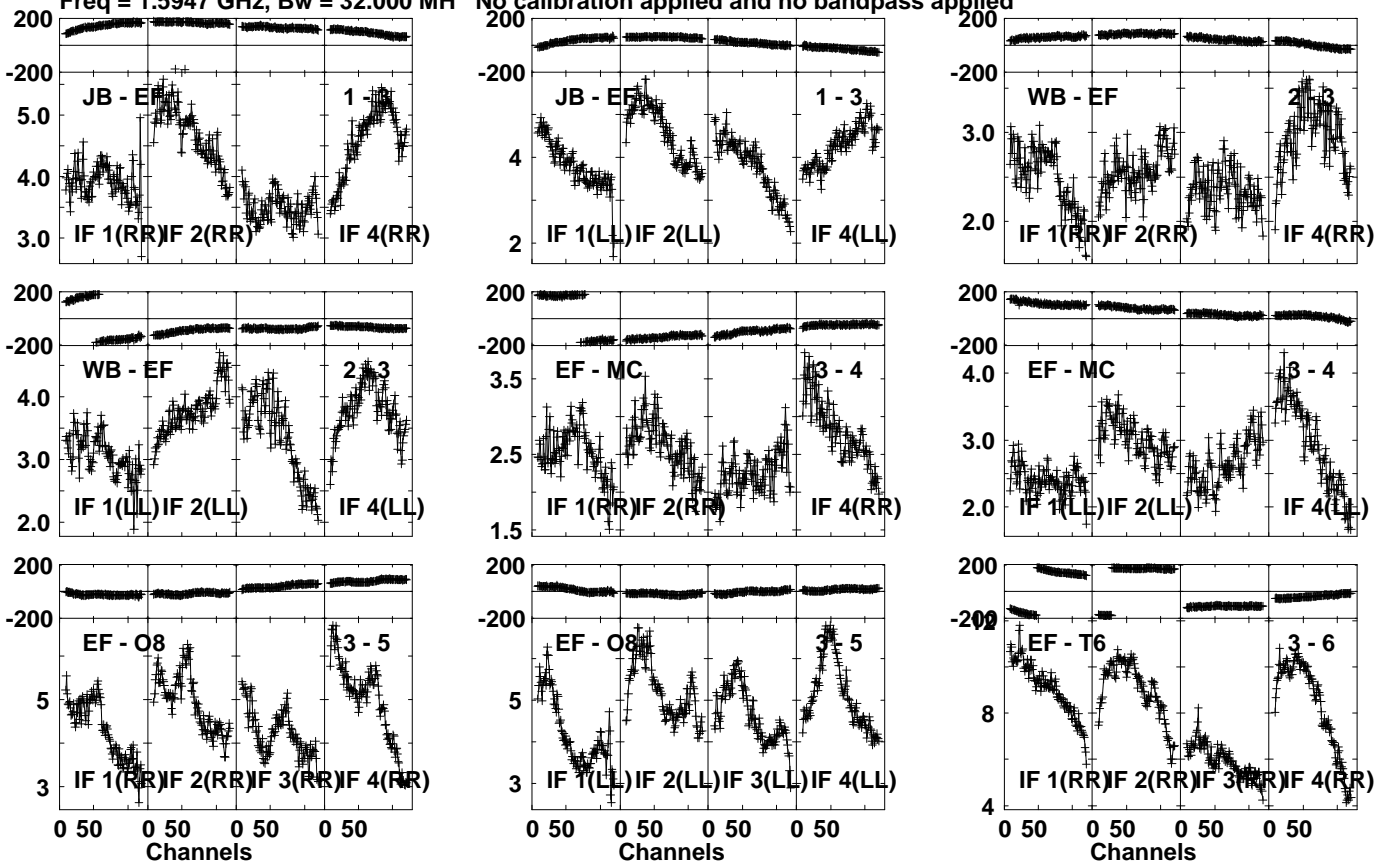 Freq = 1.5947 GHz, Bw = 32.000 MH No calibration applied and no bandpass applied
200
-200
JB - EF 1 - 3
5.0
4.0
3.0
IF 1(RR) IF 2(RR) IF 4(RR)
200
-200
JB - EF 1 - 3
4
2
IF 1(LL) IF 2(LL) IF 4(LL)
200
-200
WB - EF 2 - 3
3.0
2.0
IF 1(RR) IF 2(RR) IF 4(RR)
200
-200
WB - EF 2 - 3
4.0
3.0
2.0
IF 1(LL) IF 2(LL) IF 4(LL)
200
-200
EF - MC 3 - 4
3.5
2.5
1.5
IF 1(RR) IF 2(RR) IF 4(RR)
200
-200
EF - MC 3 - 4
4.0
3.0
2.0
IF 1(LL) IF 2(LL) IF 4(LL)
200
-200
EF - O8 3 - 5
5
3
IF 1(RR) IF 2(RR) IF 3(RR) IF 4(RR)
0 50 0 50 0 50 0 50
Channels
200
-200
EF - O8 3 - 5
5
3
IF 1(LL) IF 2(LL) IF 3(LL) IF 4(LL)
0 50 0 50 0 50 0 50
Channels
200
-200
12
EF - T6 3 - 6
8
4
IF 1(RR) IF 2(RR) IF 3(RR) IF 4(RR)
0 50 0 50 0 50 0 50
Channels